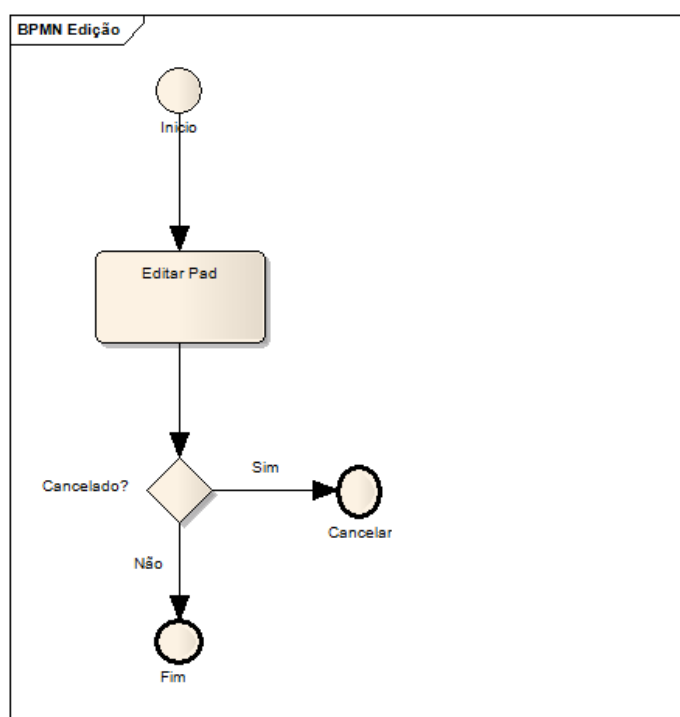 BPMN Edição
Inicio
Editar Pad
Cancelado?
Sim
Cancelar
Não
Fim